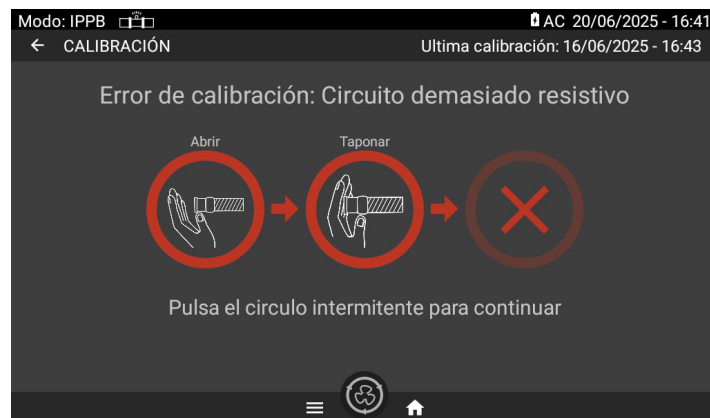 Modo: IPPB
AC 20/06/2025 - 16:41
CALIBRACIÓN
Ultima calibración: 16/06/2025 - 16:43
Error de calibración: Circuito demasiado resistivo
Abrir
Taponar
Pulsa el circulo intermitente para continuar